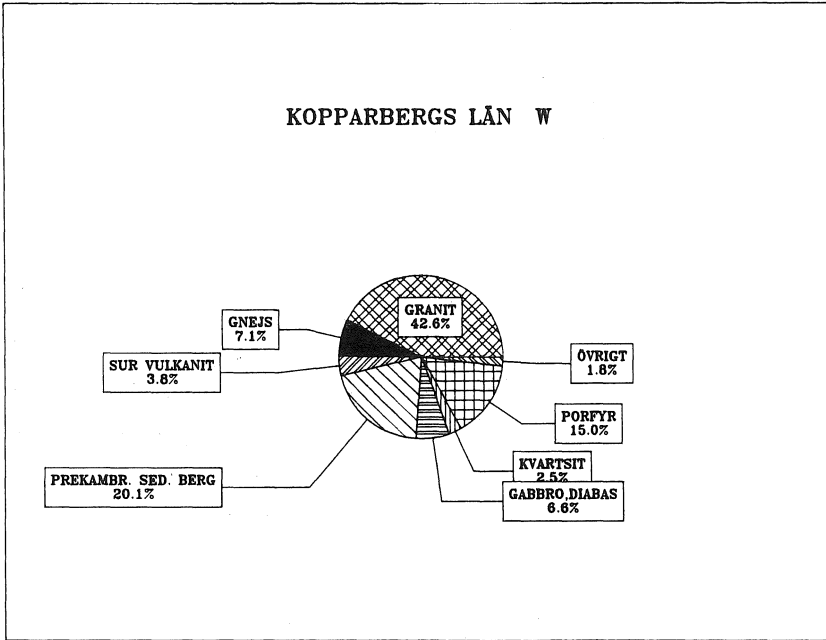 KOPPARBERGS LÄN W
GRANIT
42.6%
GNEJS
7.1%
SUR VULKANIT
3.8%
ÖVRIGT
1.8%
PORFYR
15.0%
KVARTSIT
2.5%
PREKAMBR. SED. BERG
20.1%
GABBRO,DIABAS
6.6%